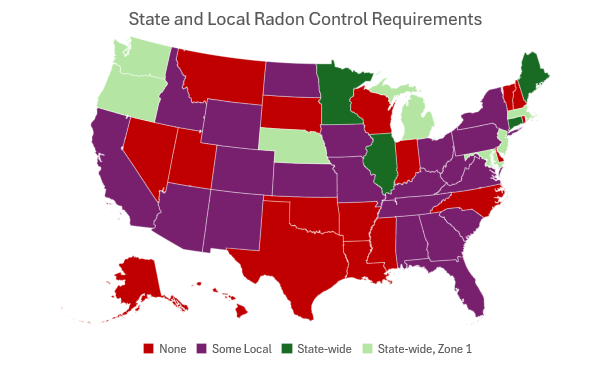 State and Local Radon Control Requirements
None Some Local State-wide State-wide, Zone 1